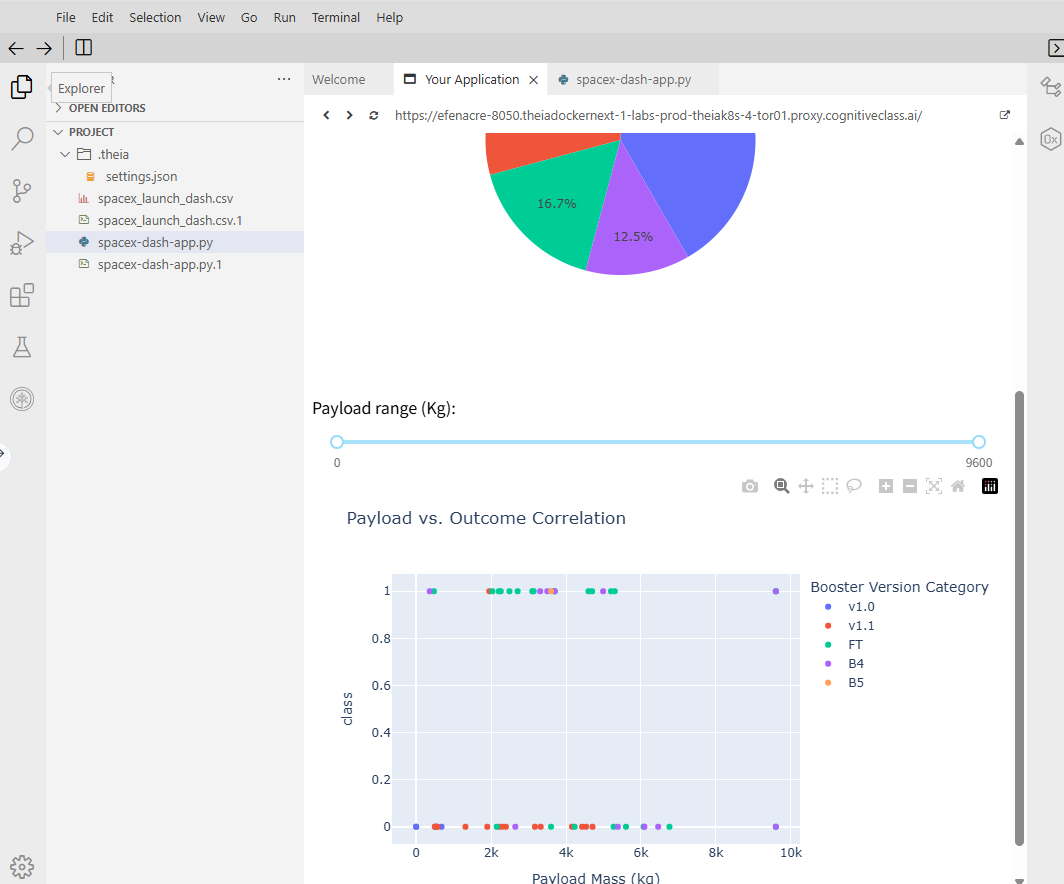 File Edit Selection View Go Run Terminal Help
Explorer
Welcome
Your Application
spacex-dash-app.py
OPEN EDITORS
https://efenacre-8050.theiadockernext-1-labs-prod-theiak8s-4-tor01.proxy.cognitiveclass.ai/
PROJECT
.theia
settings.json
spacex_launch_dash.csv
spacex_launch_dash.csv.1
spacex-dash-app.py
spacex-dash-app.py.1
16.7%
12.5%
Payload range (Kg):
0
9600
Payload vs. Outcome Correlation
Booster Version Category
v1.0
v1.1
FT
B4
B5
class
1
0.8
0.6
0.4
0.2
0
0 2k 4k 6k 8k 10k
Payload Mass (kg)